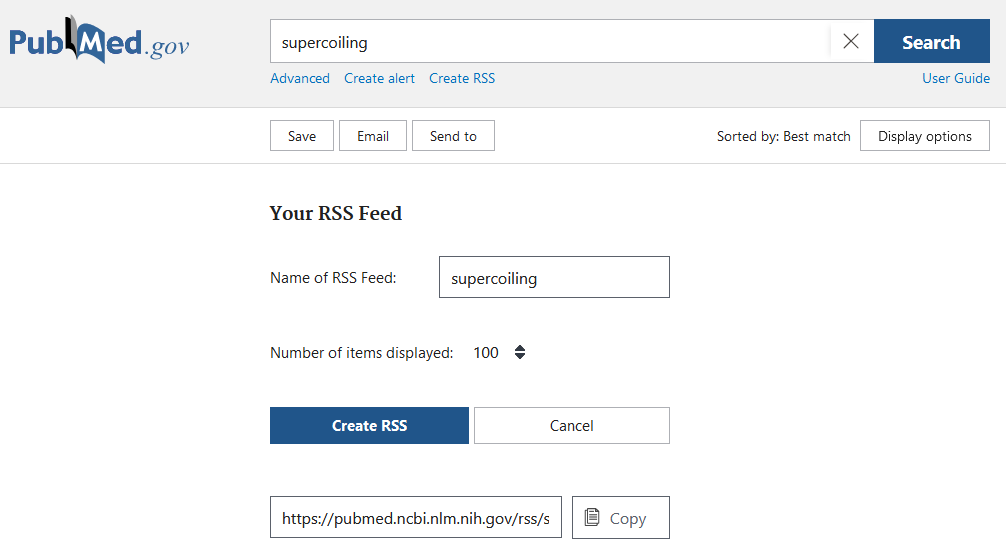 PubMed.gov
supercoiling
Search
Advanced Create alert Create RSS User Guide
Save Email Send to Sorted by: Best match Display options
Your RSS Feed
Name of RSS Feed: supercoiling
Number of items displayed: 100
Create RSS Cancel
https://pubmed.ncbi.nlm.nih.gov/rss/s Copy